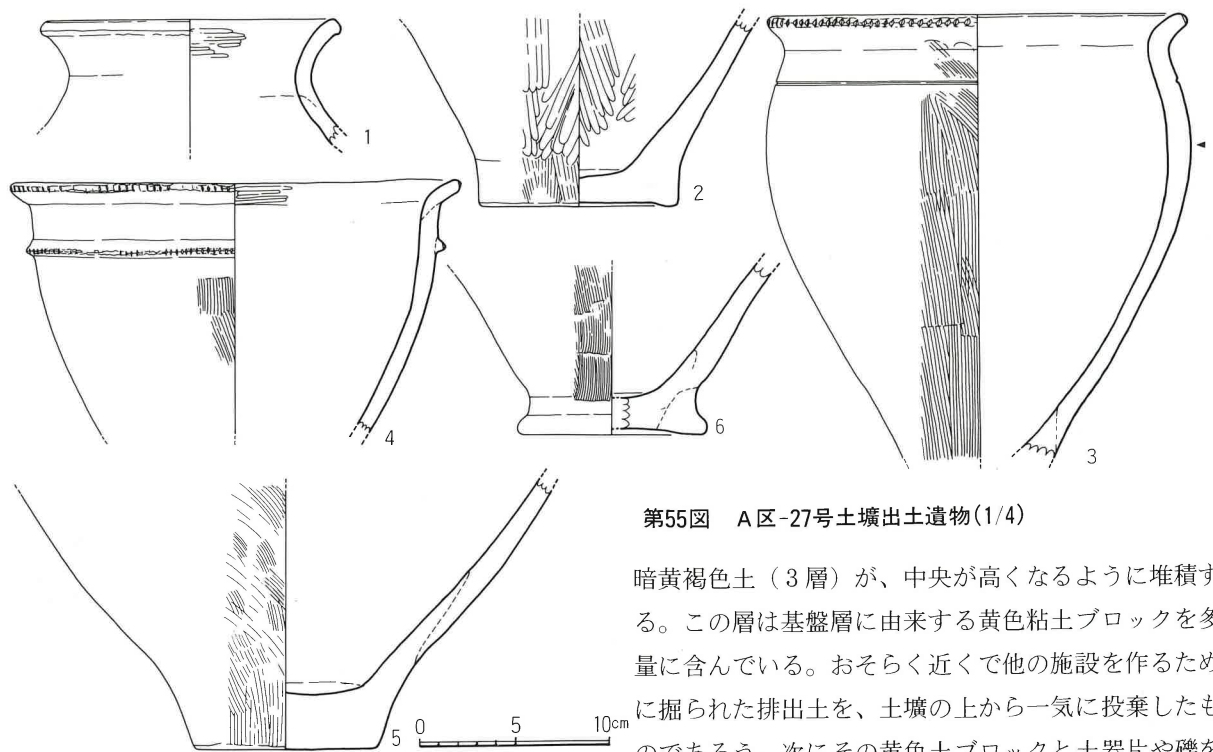 1
2
3
4
6
5
0 5 10cm
第55図 A区-27号土壙出土遺物(1/4)
暗黄褐色土（3層）が、中央が高くなるように堆積す
る。この層は基盤層に由来する黄色粘土ブロックを多
量に含んでいる。おそらく近くで他の施設を作るため
に掘られた排出土を、土壙の上から一気に投棄したも
のであろう。次にその黄色土ブロックと土器片や礫を